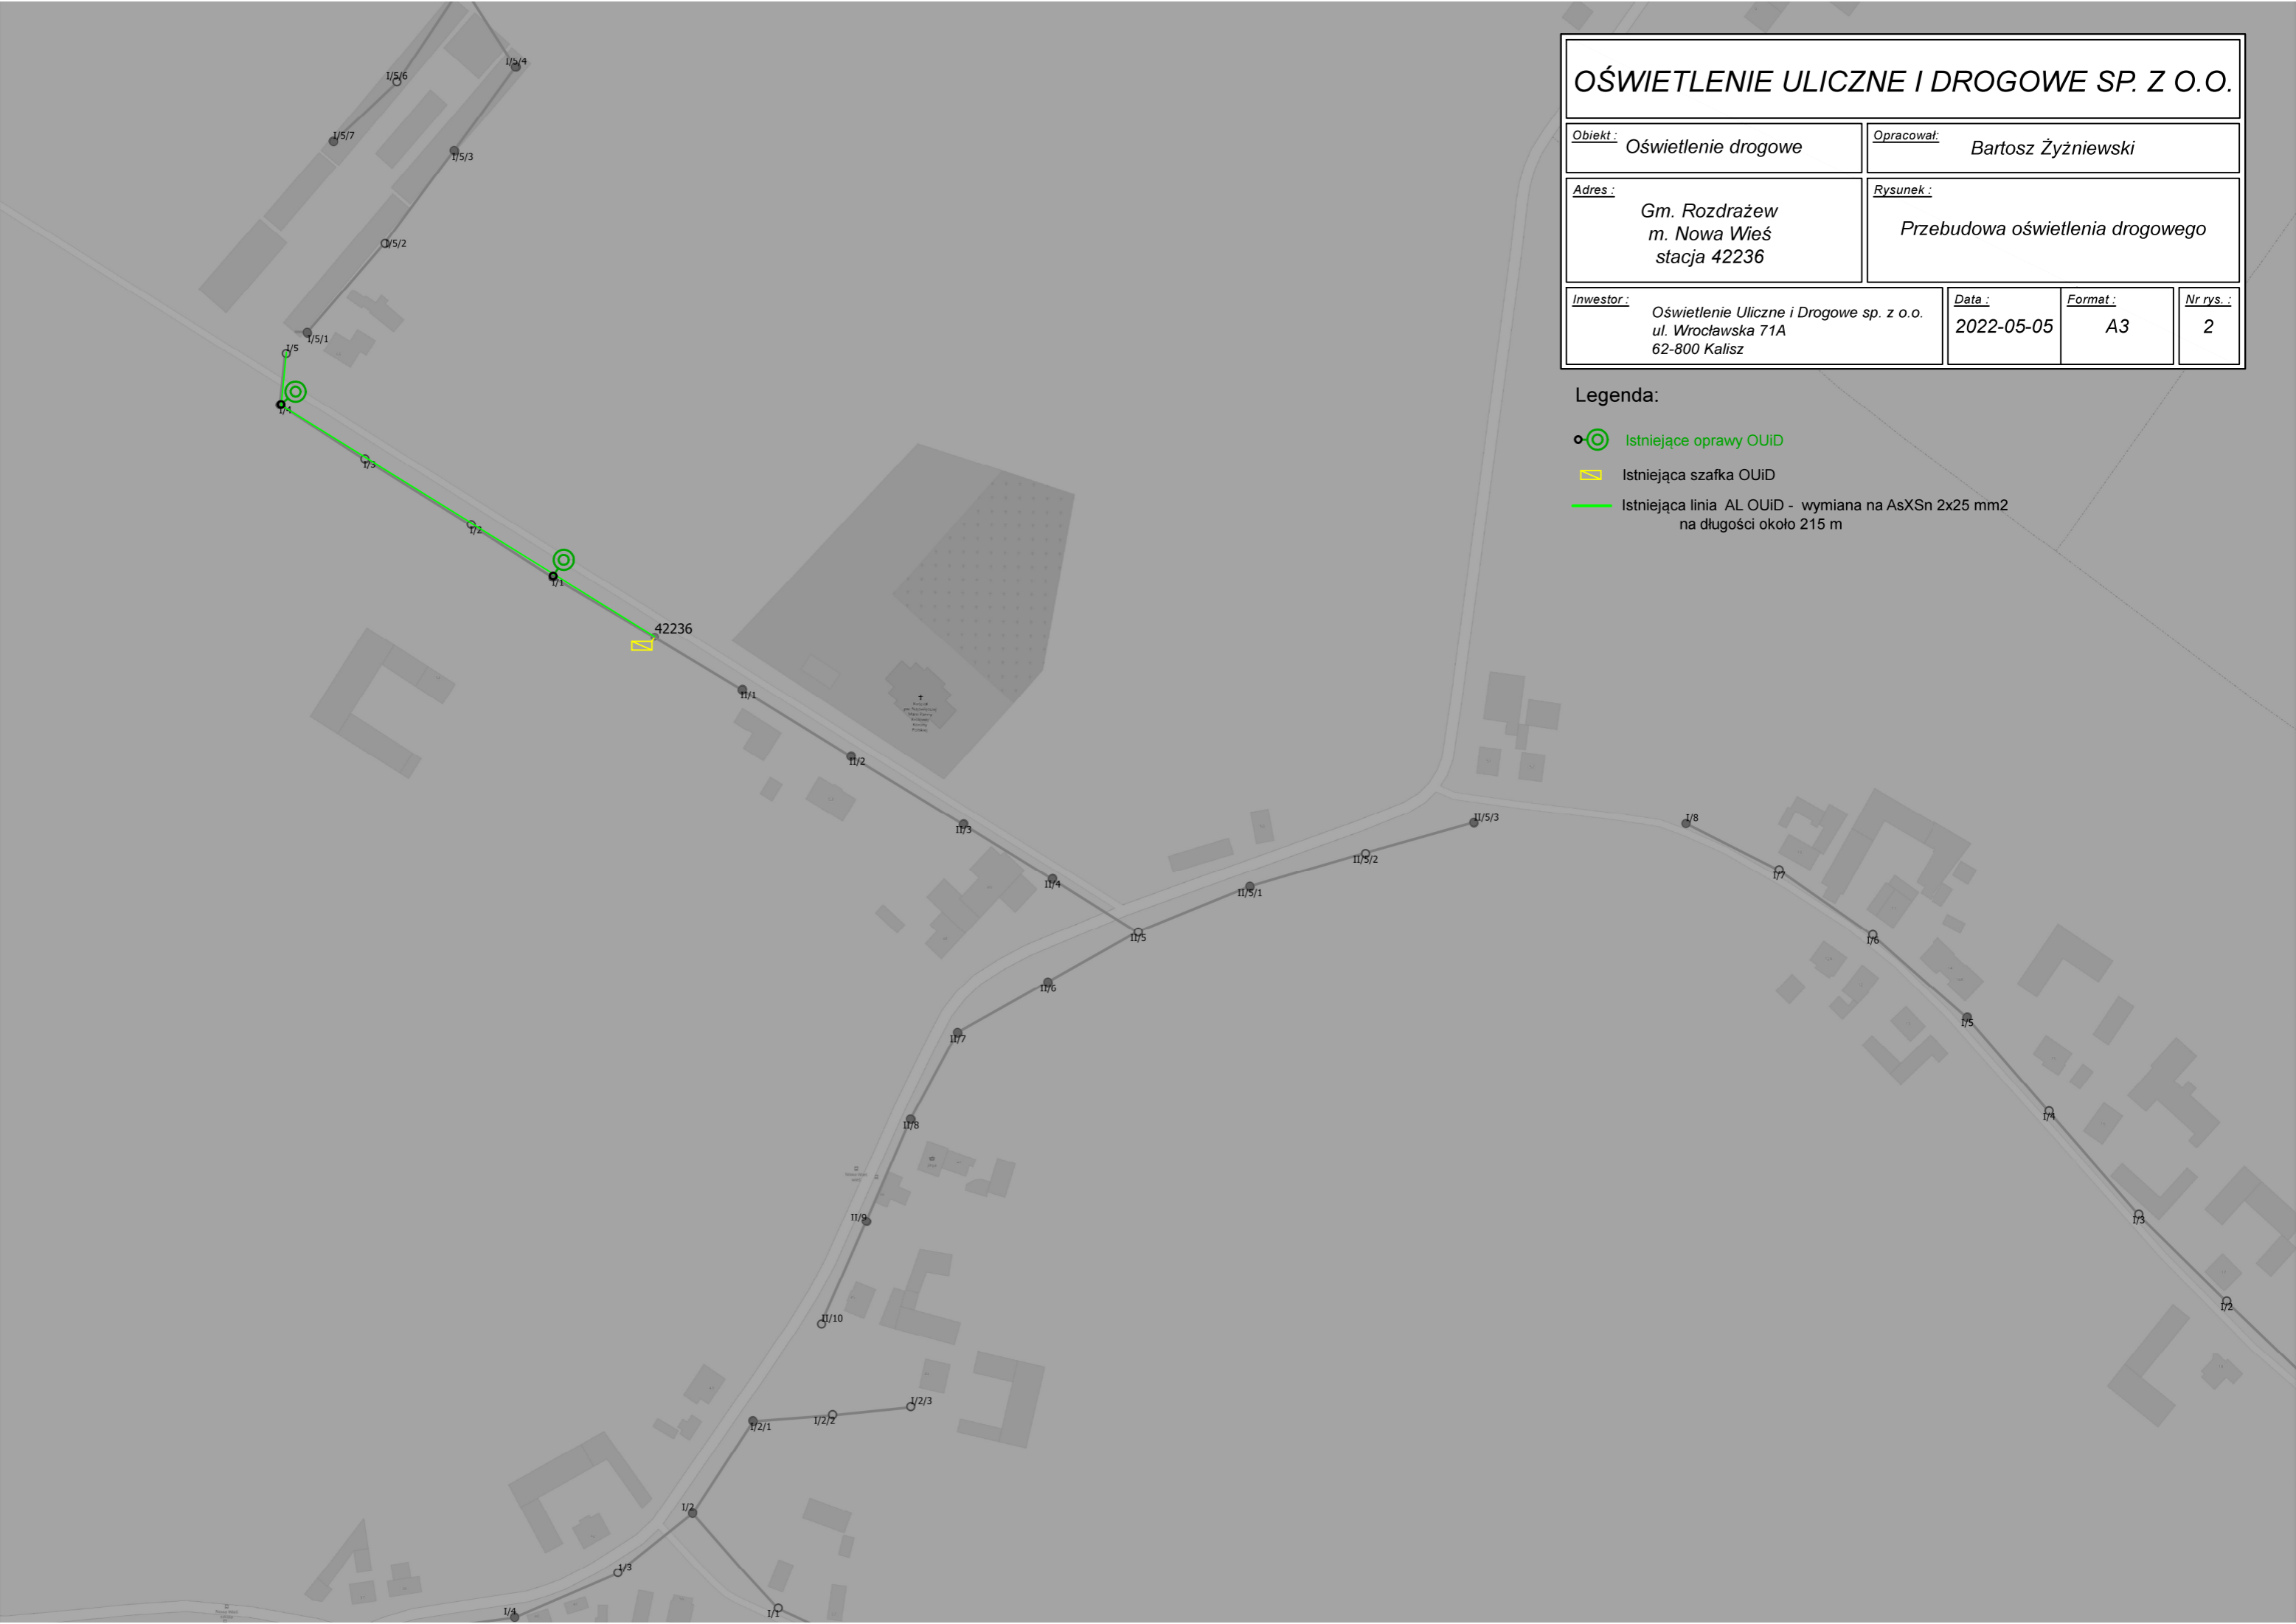 OŚWIETLENIE ULICZNE I DROGOWE SP. Z O.O.
Obiekt :
Oświetlenie drogowe
Opracował:
Bartosz Żyżniewski
Adres :
Gm. Rozdrażew
m. Nowa Wieś
stacja 42236
Rysunek :
Przebudowa oświetlenia drogowego
Inwestor :
Oświetlenie Uliczne i Drogowe sp. z o.o.
ul. Wrocławska 71A
62-800 Kalisz
Data :
2022-05-05
Format :
A3
Nr rys. :
2
Legenda:
Istniejące oprawy OUiD
Istniejąca szafka OUiD
Istniejąca linia AL OUiD - wymiana na AsXSn 2x25 mm2
na długości około 215 m
I/5/4
I/5/6
I/5/7
I/5/3
I/5/2
I/5/1
I/5
I/4
I/3
I/2
I/1
42236
II/1
II/2
II/3
II/4
II/5
II/5/1
II/5/2
II/5/3
II/6
II/7
II/8
II/9
II/10
I/8
I/7
I/6
I/5
I/4
I/3
I/2
I/2/3
I/2/2
I/2/1
I/2
I/3
I/4
I/1